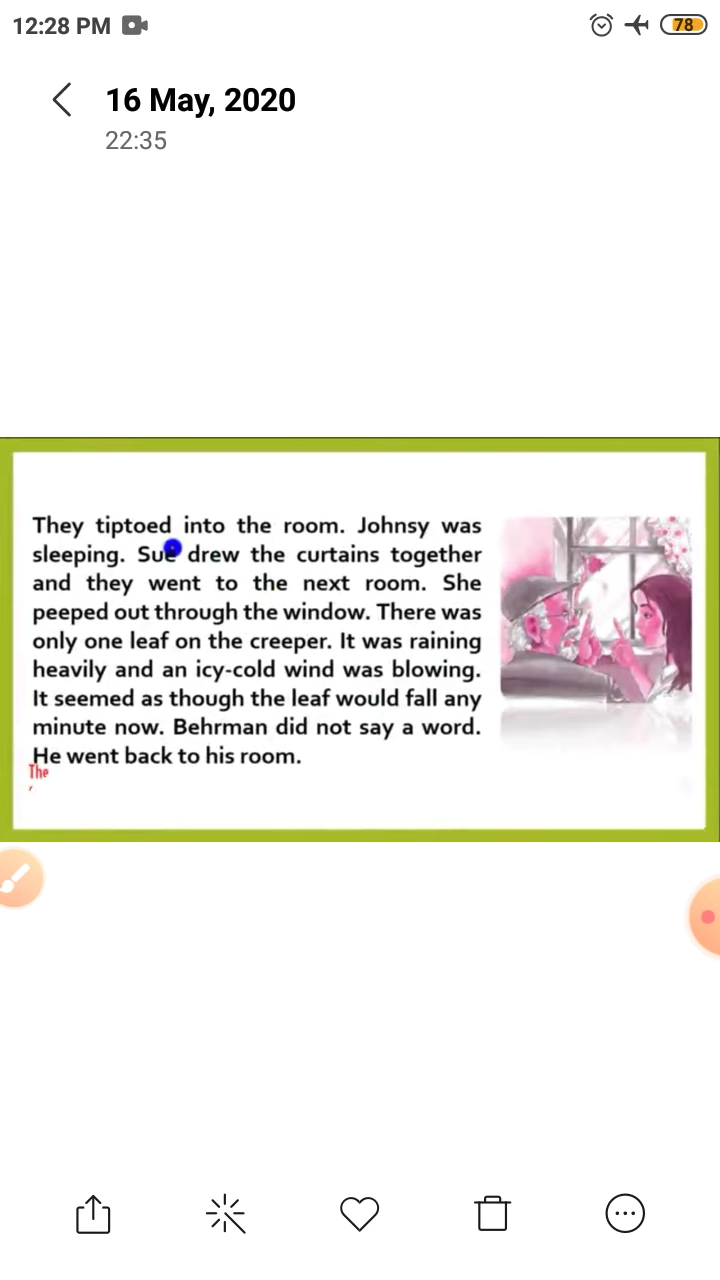 12:28 PM
78
16 May, 2020
22:35
They tiptoed into the room. Johnsy was
sleeping. Sue drew the curtains together
and they went to the next room. She
peeped out through the window. There was
only one leaf on the creeper. It was raining
heavily and an icy-cold wind was blowing.
It seemed as though the leaf would fall any
minute now. Behrman did not say a word.
He went back to his room.
The